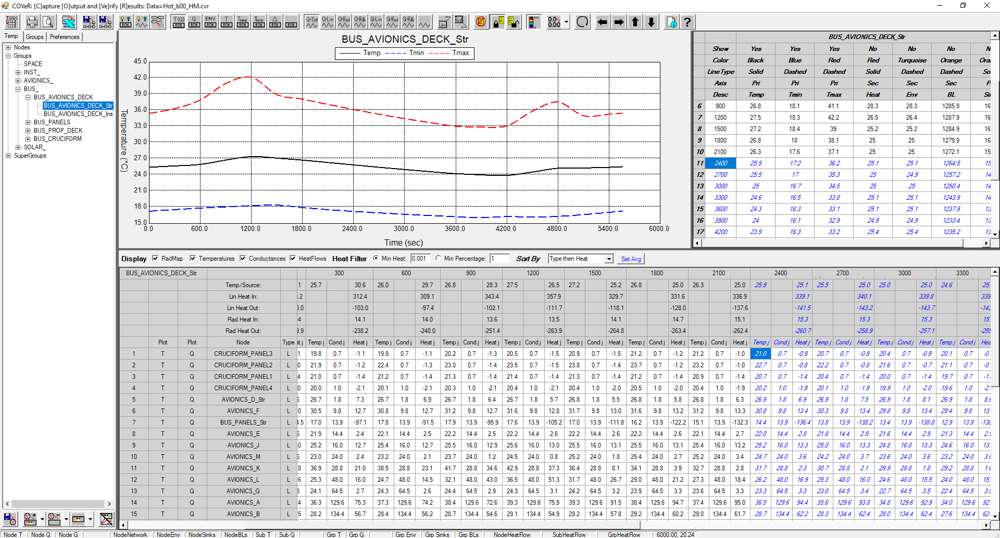 COVeR: [C]apture [O]utput and [Ve]rify [R]esults: Data=Hot_b00_HM.cvr
TQGC BOX BOX T(Q) BOX Q BOX ENV BOX T BOX TMAX BOX TMIN BOX Δ BOX BOX Q-Tot Q-Lin Q-Rad Q-Rdk G-Lin G-Rad G-Rdk Lin Rad 100 0 0.0 0.00 ?
Temp Groups Preferences
Nodes
Groups
SPACE
INST_
AVIONICS_
BUS_
BUS_AVIONICS_DECK
BUS_AVIONICS_DECK_Str
BUS_AVIONICS_DECK_Ins
BUS_PANELS
BUS_PROP_DECK
BUS_CRUCIFORM
SOLAR_
SuperGroups
BUS_AVIONICS_DECK_Str
Temp Tmin Tmax
45.0
42.0
39.0
36.0
33.0
30.0
27.0
24.0
21.0
18.0
15.0
Temperature (°C)
0.0 600.0 1200.0 1800.0 2400.0 3000.0 3600.0 4200.0 4800.0 5400.0 6000.0
Time (sec)
BUS_AVIONICS_DECK_Str
Show Yes Yes Yes No No No
Color Black Blue Red Red Turquoise Orange
LineType Solid Dashed Dashed Solid Dashed Dashed
Axis Pri Pri Pri Sec Sec Sec
Desc Temp Tmin Tmax Heat Env BL
6 900 26.8 18.1 41.1 28.3 28.3 1285.9 16
7 1200 27.5 18.3 42.2 26.5 26.4 1287.9 16
8 1500 27.2 18.4 39 25.2 25.2 1284.9 16
9 1800 26.8 18 38.1 25 25 1279.9 16
10 2100 26.3 17.6 37.1 25 25 1272.1 15
11 2400 25.9 17.2 36.2 25.1 25.1 1264.5 15
12 2700 25.5 17 35.3 25 24.9 1257.2 14
13 3000 25 16.7 34.5 25 25 1250.4 14
14 3300 24.6 16.5 33.8 25.1 25.1 1243.9 14
15 3600 24.3 16.3 33.1 25.1 25.1 1237.9 13
16 3900 24 16.1 32.9 24.9 24.9 1233.4 13
17 4200 23.9 16.3 33.2 25.4 25.4 1235.2 13
Display RadMap Temperatures Conductances HeatFlows Heat Filter Min Heat: 0.001 Min Percentage: 1 Sort By Type then Heat Set Avg
BUS_AVIONICS_DECK_Str 300 600 900 1200 1500 1800 2100 2400 2700 3000 3300
Temp/Source: 1 25.7 30.6 26.0 29.7 26.8 28.3 27.5 26.5 27.2 25.2 26.8 25.0 26.3 25.0 25.9 25.1 25.5 25.0 25.0 25.0 24.6 25.
Lin Heat In: .2 312.4 309.1 343.4 357.9 329.7 331.6 336.9 339.1 340.1 339.8 339
Lin Heat Out: 0.0 -103.0 -97.4 -102.1 -111.7 -118.1 -128.0 -137.6 -141.5 -143.2 -143.7 -143
Rad Heat In: 4 14.1 14.0 13.6 13.5 14.1 14.7 15.1 15.3 15.3 15.3 15.
Rad Heat Out: 9.9 -238.2 -240.0 -251.4 -263.9 -264.8 -263.4 -262.4 -260.7 -258.9 -257.1 -255
Plot Plot Node Type at j Temp j Cond j Heat j Temp j Cond j Heat j Temp j Cond j Heat j Temp j Cond j Heat j Temp j Cond j Heat j Temp j Cond j Heat j Temp j Cond j Heat j Temp j Cond j Heat j Temp j Cond j Heat j Temp j Cond j Heat j Temp j Cond j Hea
1 T Q CRUCIFORM_PANEL3 L 1 19.8 0.7 -1.1 19.9 0.7 -1.1 20.2 0.7 -1.3 20.5 0.7 -1.5 20.9 0.7 -1.5 21.2 0.7 -1.2 21.2 0.7 -1.0 21.0 0.7 -0.9 20.7 0.7 -0.9 20.4 0.7 -0.9 20.1 0.7 -0.
2 T Q CRUCIFORM_PANEL2 L 0 21.9 0.7 -1.2 22.4 0.7 -1.3 23.0 0.7 -1.4 23.5 0.7 -1.5 23.8 0.7 -1.4 23.7 0.7 -1.2 23.2 0.7 -1.0 22.7 0.7 -0.8 22.2 0.7 -0.8 21.6 0.7 -0.7 21.1 0.7 -0.
3 T Q CRUCIFORM_PANEL1 L 4 21.0 0.7 -1.4 21.2 0.7 -1.4 21.3 0.7 -1.4 21.4 0.7 -1.4 21.3 0.7 -1.4 21.2 0.7 -1.4 20.9 0.7 -1.4 20.7 0.7 -1.4 20.4 0.7 -1.4 20.0 0.7 -1.4 19.7 0.7 -1.
4 T Q CRUCIFORM_PANEL4 L 0 20.0 1.0 -2.1 20.1 1.0 -2.1 20.3 1.0 -2.1 20.4 1.0 -2.1 20.4 1.0 -2.0 20.5 1.0 -2.0 20.4 1.0 -1.9 20.2 1.0 -1.9 20.1 1.0 -1.9 19.9 1.0 -2.0 19.6 1.0 -2.
5 T Q AVIONICS_D_Str L 6 26.7 1.8 7.3 26.7 1.8 6.9 26.7 1.8 6.4 26.7 1.8 5.7 26.8 1.8 5.5 26.8 1.8 5.8 26.8 1.8 6.3 26.9 1.8 6.9 26.9 1.8 7.5 26.9 1.8 8.1 26.9 1.8 8.6
6 T Q AVIONICS_F L 0 30.5 9.8 12.7 30.8 9.8 12.7 31.2 9.8 12.7 31.6 9.8 12.8 31.7 9.8 13.0 31.6 9.8 13.2 31.2 9.8 13.3 30.8 9.8 13.4 30.3 9.8 13.4 29.8 9.8 13.4 29.4 9.8 13.
7 T Q BUS_PANELS_Str L 4.5 17.0 13.9 -97.1 17.8 13.9 -91.5 17.9 13.9 -95.9 17.6 13.9 -105.2 17.0 13.9 -111.8 16.2 13.9 -122.2 15.1 13.9 -132.3 14.4 13.9 -136.4 13.8 13.9 -138.2 13.4 13.9 -138.8 12.9 13.9 -138
8 T Q AVIONICS_E L 6 21.9 14.4 2.4 22.1 14.4 2.5 22.2 14.4 2.5 22.2 14.4 2.6 22.2 14.4 2.6 22.2 14.4 2.6 22.1 14.4 2.7 22.0 14.4 2.8 21.8 14.4 2.9 21.6 14.4 2.9 21.3 14.4 2.9
9 T Q AVIONICS_J L 0 25.2 16.0 12.7 25.4 16.0 12.7 25.5 16.0 12.9 25.6 16.0 13.0 25.5 16.0 13.1 25.5 16.0 13.1 25.4 16.0 13.2 25.2 16.0 13.3 25.0 16.0 13.3 24.8 16.0 13.3 24.6 16.0 13.
10 T Q AVIONICS_M L 6 23.0 24.0 2.4 23.2 24.0 2.1 23.7 24.0 1.2 24.5 24.0 0.8 25.2 24.0 1.8 25.4 24.0 2.7 25.2 24.0 3.4 24.7 24.0 3.6 24.2 24.0 3.7 23.6 24.0 3.6 23.2 24.0 3.6
11 T Q AVIONICS_K L 8 36.9 28.8 21.0 38.5 28.8 23.1 41.7 28.8 34.6 42.9 28.8 37.3 36.4 28.8 8.1 34.1 28.8 3.9 32.7 28.8 2.8 31.7 28.8 2.3 30.7 28.8 2.1 29.9 28.8 1.8 29.2 28.8 1.6
12 T Q AVIONICS_L L 6 25.3 48.0 16.0 24.7 48.0 14.5 32.1 48.0 43.0 36.5 48.0 51.3 31.7 48.0 26.7 29.0 48.0 21.2 27.3 48.0 18.4 26.2 48.0 16.9 25.3 48.0 16.0 24.6 48.0 15.5 24.0 48.0 15.
13 T Q AVIONICS_G L 3 24.1 64.5 2.7 24.3 64.5 2.6 24.4 64.5 2.9 24.3 64.5 3.1 24.2 64.5 3.2 23.9 64.5 3.3 23.6 64.5 3.3 23.3 64.5 3.3 23.0 64.5 3.4 22.7 64.5 3.5 22.4 64.5 3.5
14 T Q AVIONICS_A L 4 36.3 129.6 75.3 37.3 129.6 74.2 38.4 129.6 72.6 39.3 129.6 75.9 39.3 129.6 91.5 38.4 129.6 94.7 37.4 129.6 95.0 36.5 129.6 94.4 35.6 129.6 93.8 34.8 129.6 92.9 34.0 129.6 92.
15 T Q AVIONICS_B L 5 28.2 134.4 56.7 28.4 134.4 56.2 28.7 134.4 54.6 29.1 134.4 54.9 29.2 134.4 57.8 29.2 134.4 60.2 29.0 134.4 61.7 28.7 134.4 62.2 28.3 134.4 62.4 28.0 134.4 62.4 27.6 134.4 62
Node T Node Q Node G NodeNetwork NodeEnv NodeSinks NodeBLs Sub T Sub Q Grp T Grp Q Grp Env Grp Sinks Grp BLs NodeHeatFlow SubHeatFlow GrpHeatFlow 6000.00, 20.24